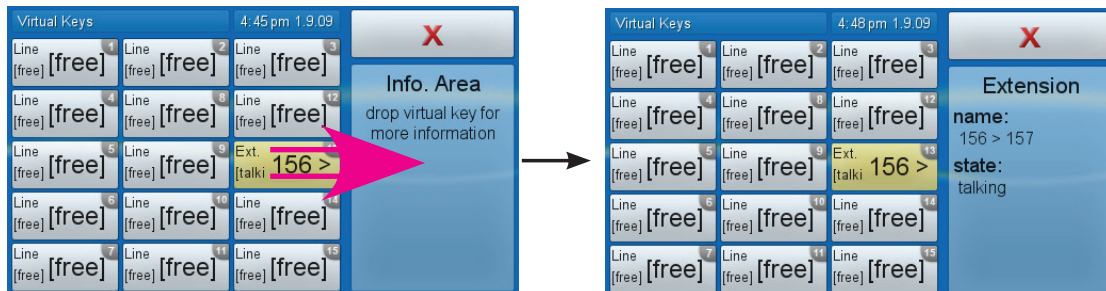 Virtual Keys 4:45 pm 1.9.09
X
Line [free] [free] 1
Line [free] [free] 2
Line [free] [free] 3
Line [free] [free] 4
Line [free] [free] 8
Line [free] [free] 12
Line [free] [free] 5
Line [free] [free] 9
Ext. [talki 156 >
Line [free] [free] 6
Line [free] [free] 10
Line [free] [free] 14
Line [free] [free] 7
Line [free] [free] 11
Line [free] [free] 15
Info. Area
drop virtual key for
more information
Virtual Keys 4:48 pm 1.9.09
X
Line [free] [free] 1
Line [free] [free] 2
Line [free] [free] 3
Line [free] [free] 4
Line [free] [free] 8
Line [free] [free] 12
Line [free] [free] 5
Line [free] [free] 9
Ext. [talki 156 > 13
Line [free] [free] 6
Line [free] [free] 10
Line [free] [free] 14
Line [free] [free] 7
Line [free] [free] 11
Line [free] [free] 15
Extension
name:
156 > 157
state:
talking